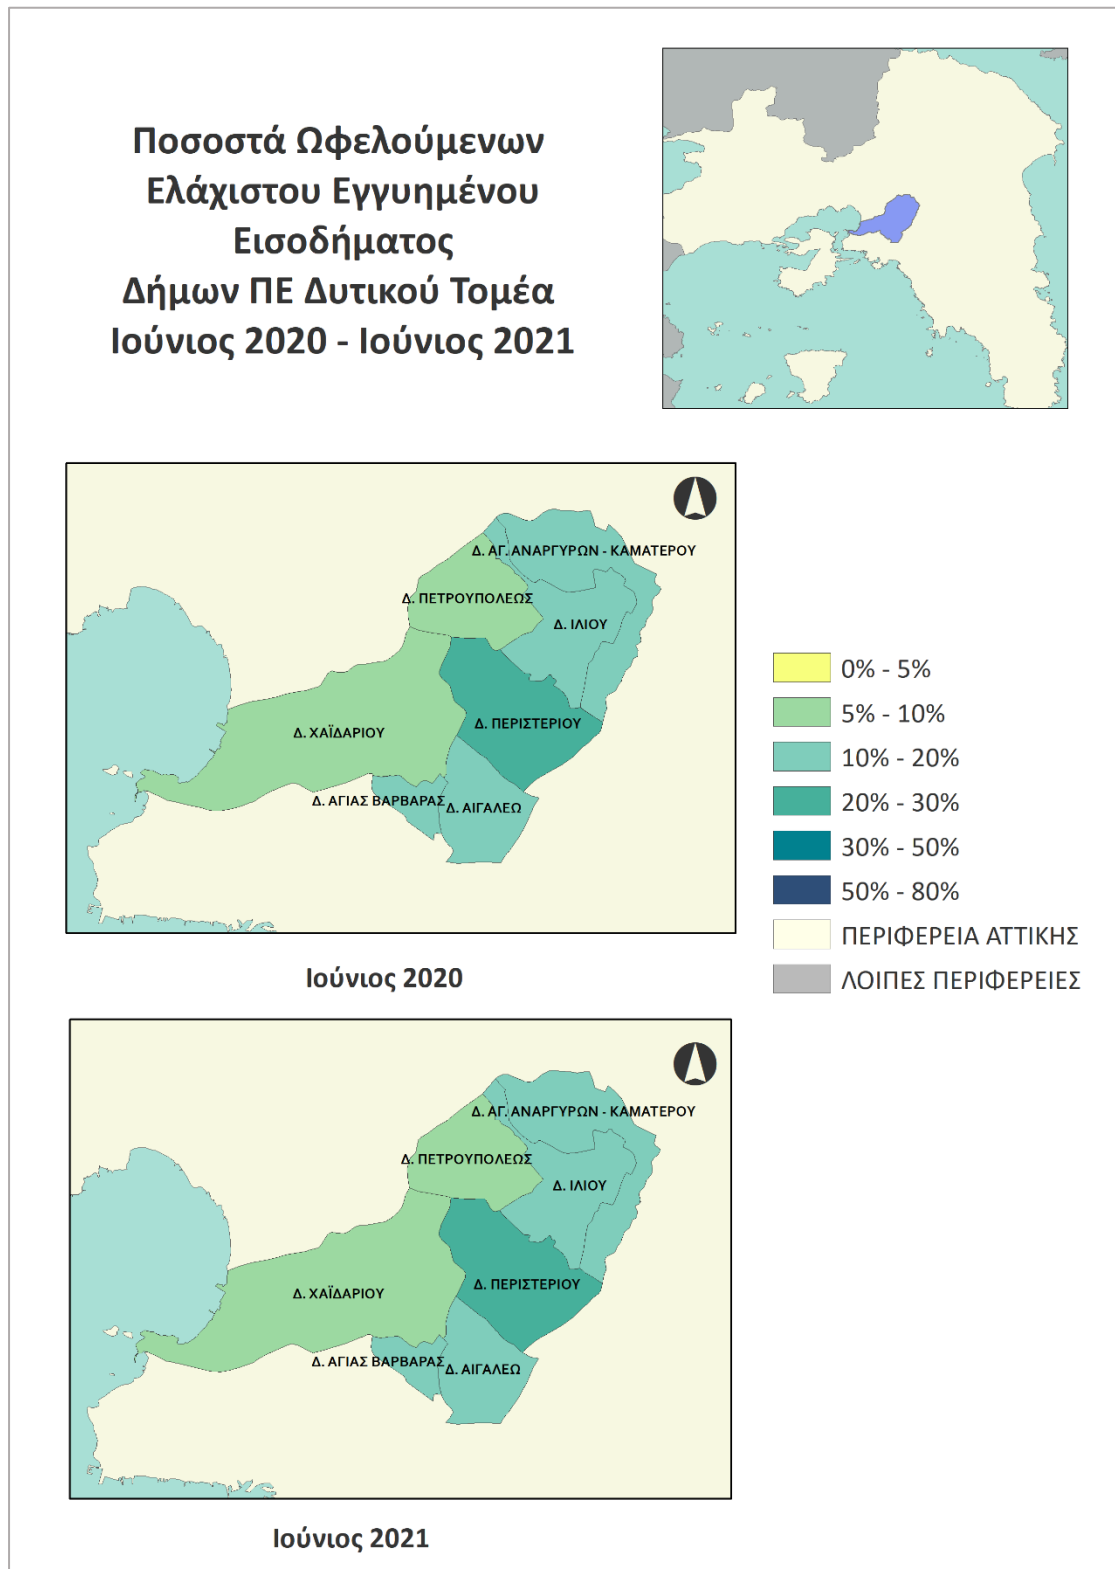 Ποσοστά Ωφελούμενων
Ελάχιστου Εγγυημένου
Εισοδήματος
Δήμων ΠΕ Δυτικού Τομέα
Ιούνιος 2020 - Ιούνιος 2021
Δ. ΑΓ. ΑΝΑΡΓΥΡΩΝ - ΚΑΜΑΤΕΡΟΥ
Δ. ΠΕΤΡΟΥΠΟΛΕΩΣ
Δ. ΙΛΙΟΥ
Δ. ΠΕΡΙΣΤΕΡΙΟΥ
Δ. ΧΑΪΔΑΡΙΟΥ
Δ. ΑΓΙΑΣ ΒΑΡΒΑΡΑΣ
Δ. ΑΙΓΑΛΕΩ
Ιούνιος 2020
0% - 5%
5% - 10%
10% - 20%
20% - 30%
30% - 50%
50% - 80%
ΠΕΡΙΦΕΡΕΙΑ ΑΤΤΙΚΗΣ
ΛΟΙΠΕΣ ΠΕΡΙΦΕΡΕΙΕΣ
Δ. ΑΓ. ΑΝΑΡΓΥΡΩΝ - ΚΑΜΑΤΕΡΟΥ
Δ. ΠΕΤΡΟΥΠΟΛΕΩΣ
Δ. ΙΛΙΟΥ
Δ. ΠΕΡΙΣΤΕΡΙΟΥ
Δ. ΧΑΪΔΑΡΙΟΥ
Δ. ΑΓΙΑΣ ΒΑΡΒΑΡΑΣ
Δ. ΑΙΓΑΛΕΩ
Ιούνιος 2021